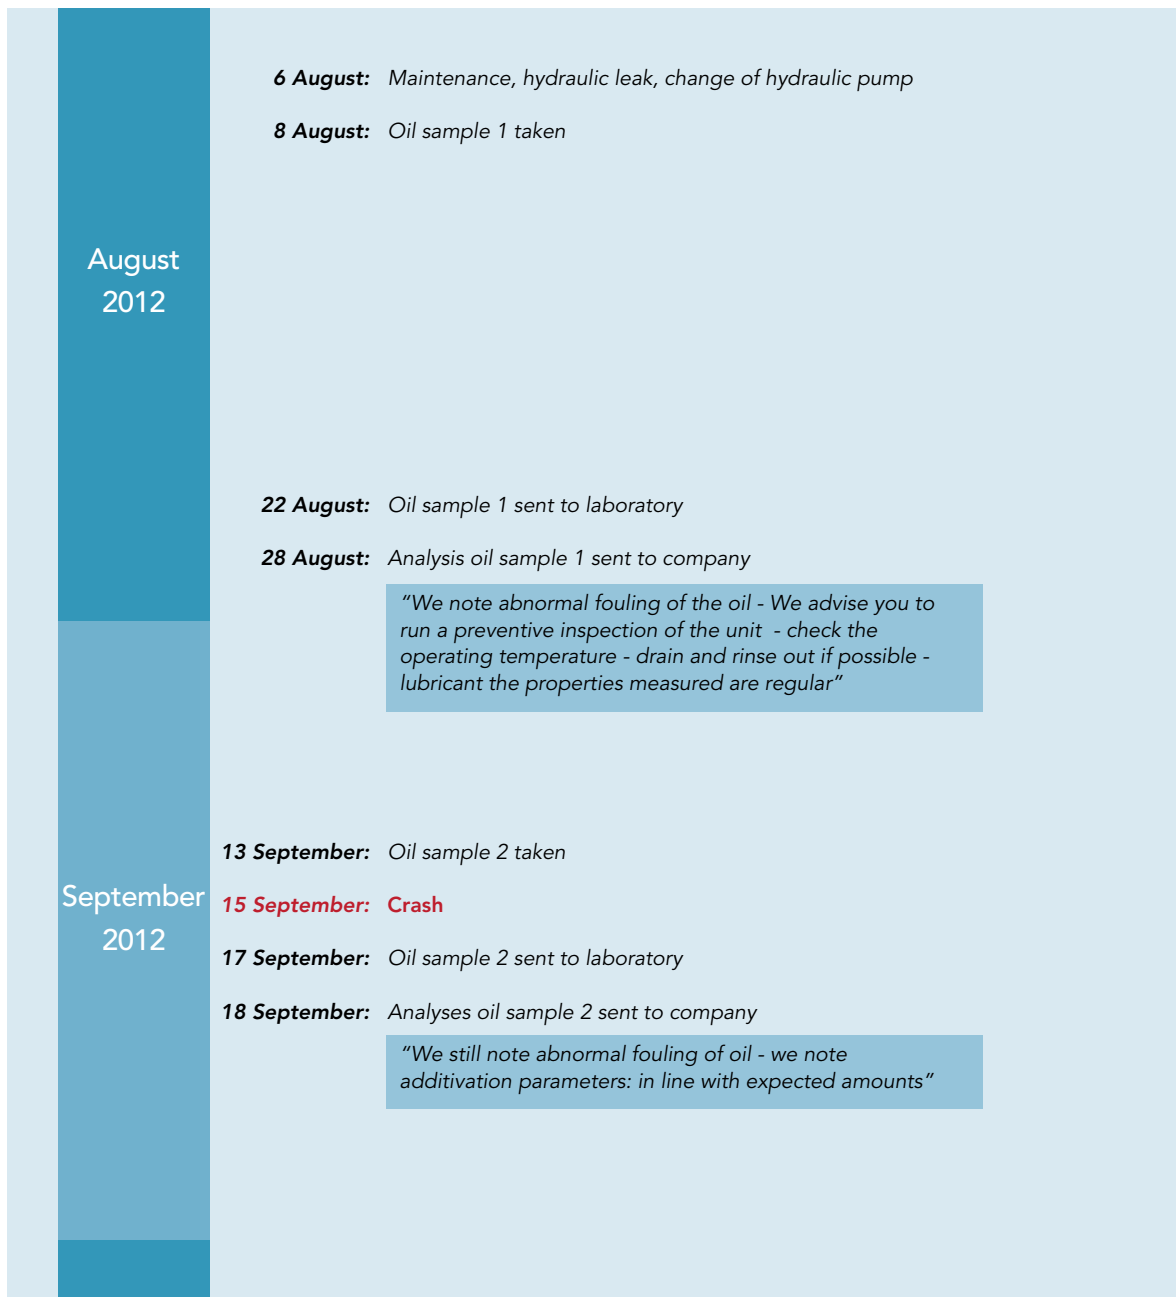 6 August: Maintenance, hydraulic leak, change of hydraulic pump
8 August: Oil sample 1 taken
August
2012
22 August: Oil sample 1 sent to laboratory
28 August: Analysis oil sample 1 sent to company
“We note abnormal fouling of the oil - We advise you to
run a preventive inspection of the unit - check the
operating temperature - drain and rinse out if possible -
lubricant the properties measured are regular”
13 September: Oil sample 2 taken
September
2012
15 September: Crash
17 September: Oil sample 2 sent to laboratory
18 September: Analyses oil sample 2 sent to company
“We still note abnormal fouling of oil - we note
additivation parameters: in line with expected amounts”